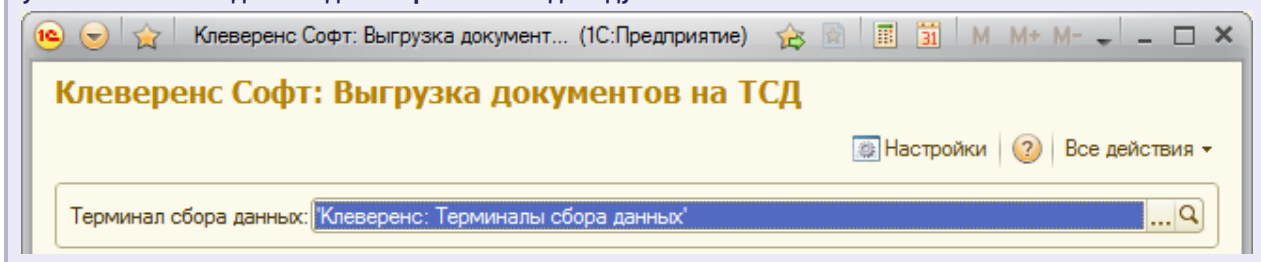 Клеверенс Софт: Выгрузка документ... (1С:Предприятие) 31 M M+ M-
Клеверенс Софт: Выгрузка документов на ТСД
Настройки ? Все действия
Терминал сбора данных: 'Клеверенс: Терминалы сбора данных' ...